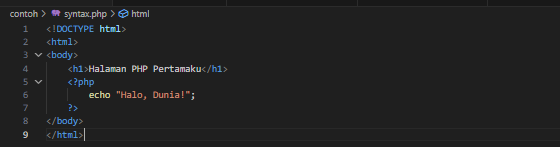 contoh > syntax.php > html
1 <!DOCTYPE html>
2 <html>
3 <body>
4 <h1>Halaman PHP Pertamaku</h1>
5 <?php
6 echo "Halo, Dunia!";
7 ?>
8 </body>
9 </html>